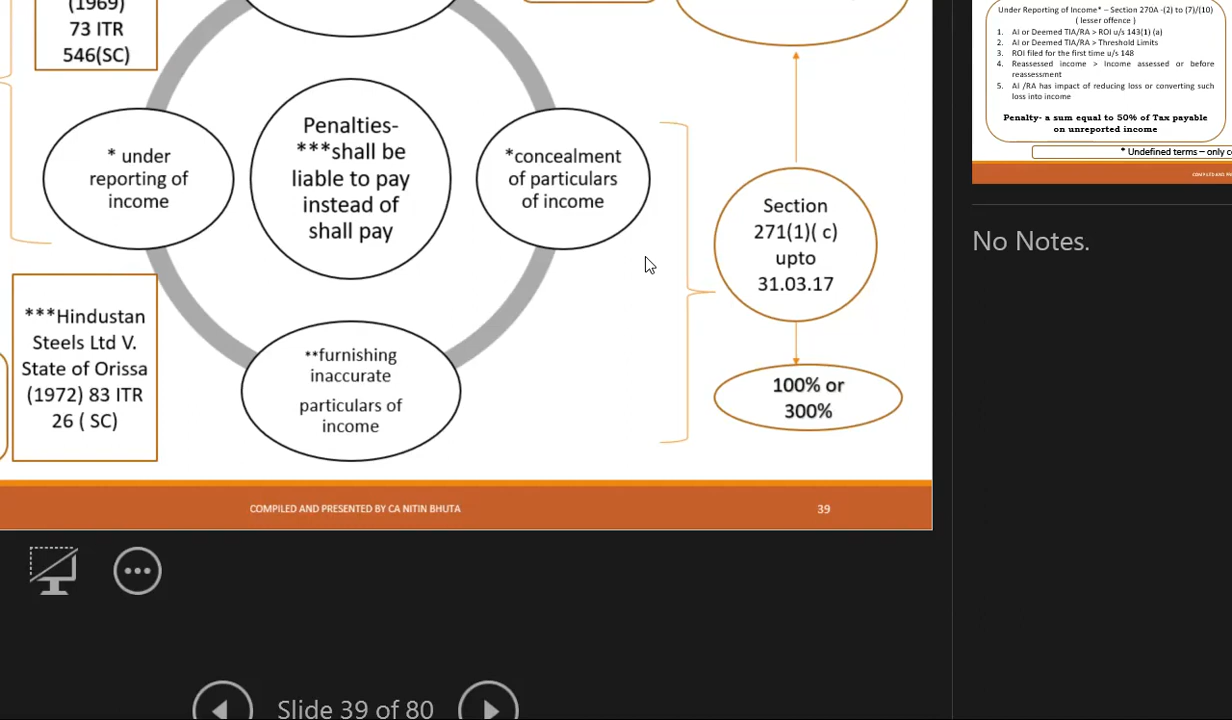 (1969)
73 ITR
546(SC)
* under
reporting of
income
Penalties-
***shall be
liable to pay
instead of
shall pay
*concealment
of particulars
of income
Section
271(1)( c)
upto
31.03.17
***Hindustan
Steels Ltd V.
State of Orissa
(1972) 83 ITR
26 ( SC)
**furnishing
inaccurate
particulars of
income
100% or
300%
COMPILED AND PRESENTED BY CA NITIN BHUTA
39
Slide 39 of 80
Under Reporting of Income* – Section 270A -(2) to (7)/(10)
( lesser offence )
1. AI or Deemed TIA/RA > ROI u/s 143(1) (a)
2. AI or Deemed TIA/RA > Threshold Limits
3. ROI filed for the first time u/s 148
4. Reassessed income > Income assessed or before
reassessment
5. AI /RA has impact of reducing loss or converting such
loss into income
Penalty- a sum equal to 50% of Tax payable
on unreported income
* Undefined terms – only c
No Notes.